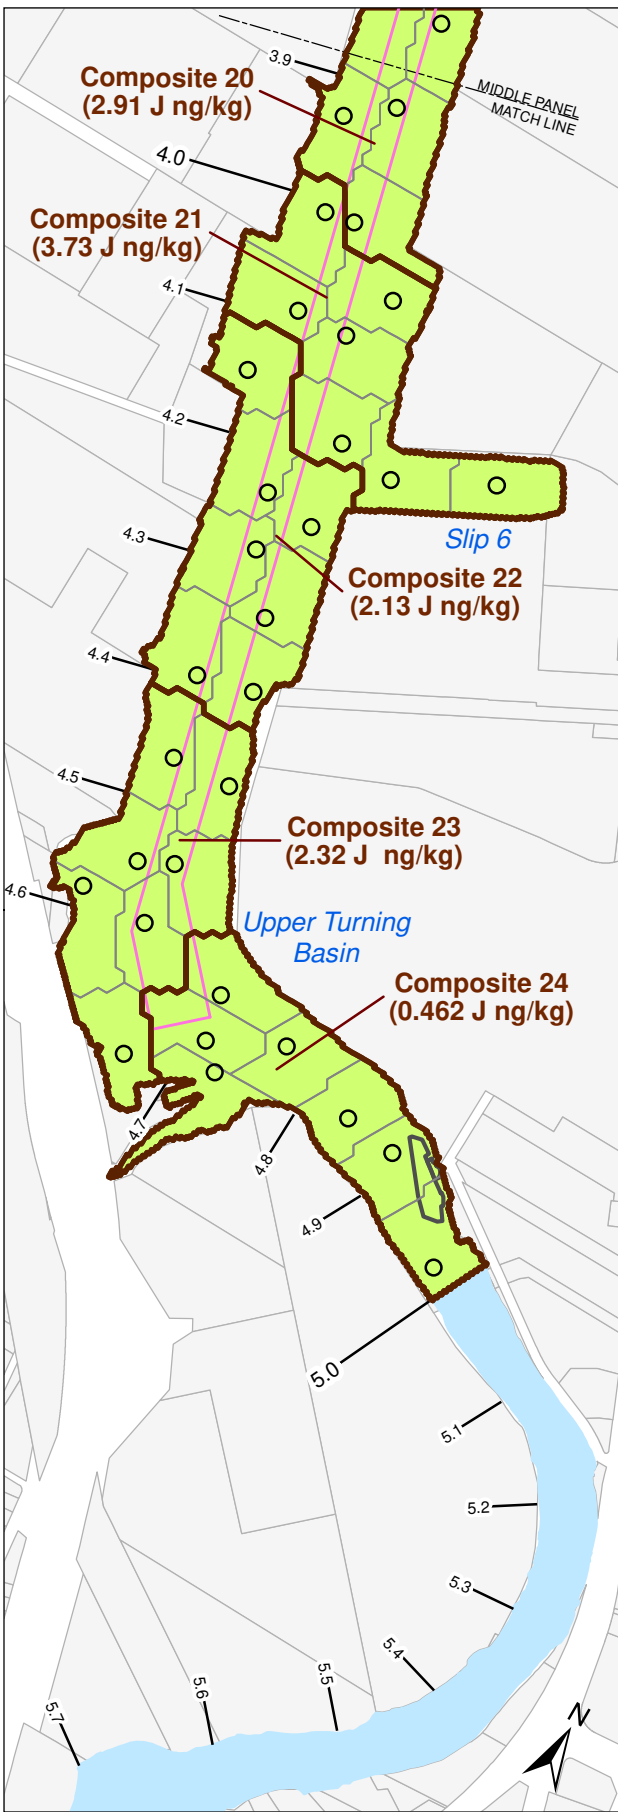 3.9
MIDDLE PANEL
MATCH LINE
Composite 20
(2.91 J ng/kg)
4.0
Composite 21
(3.73 J ng/kg)
4.1
4.2
4.3
Slip 6
Composite 22
(2.13 J ng/kg)
4.4
4.5
Composite 23
(2.32 J  ng/kg)
4.6
Upper Turning
Basin
Composite 24
(0.462 J ng/kg)
4.7
4.8
4.9
5.0
5.1
5.2
5.3
5.4
5.5
5.6
5.7
N